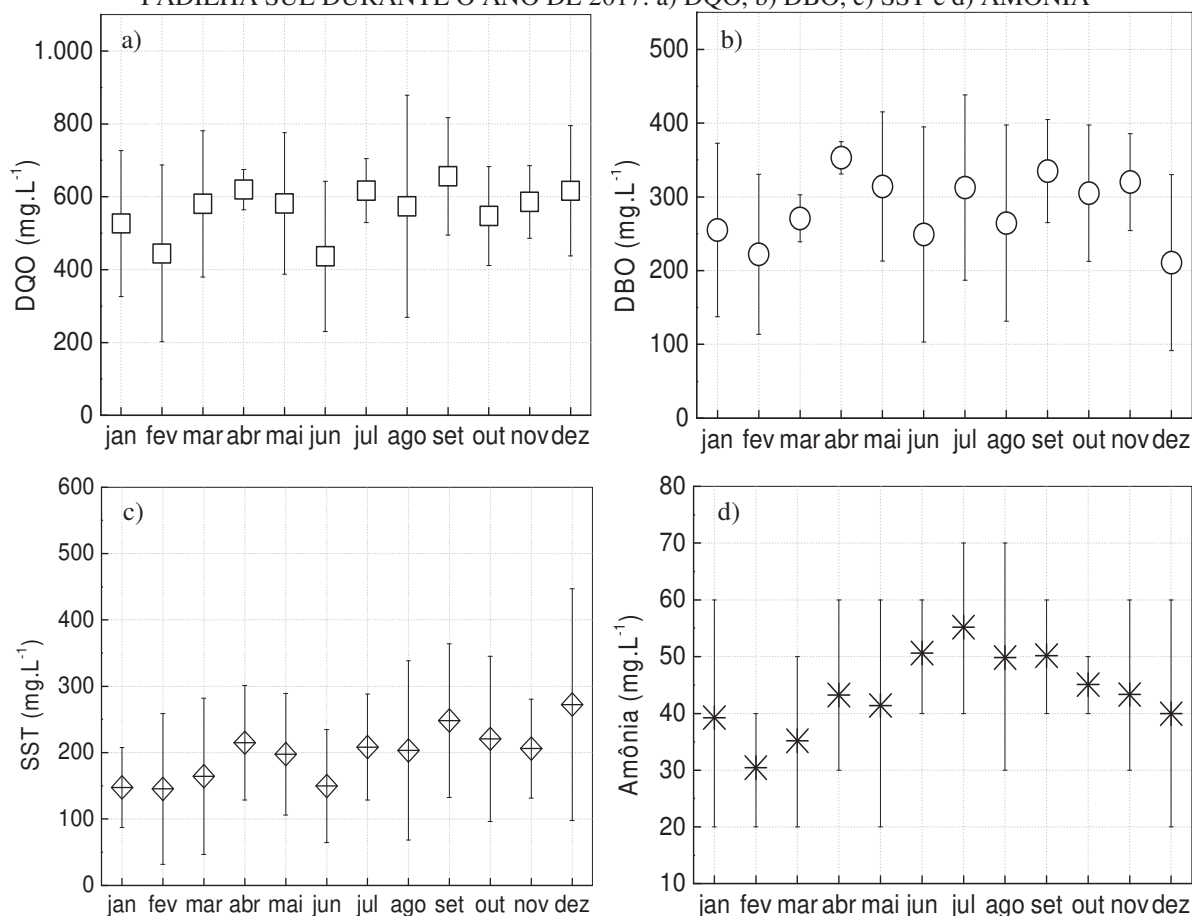 PADILHA SUL DURANTE O ANO DE 2017: a) DQO, b) DBO, c) SST e d) AMÔNIA
a)
1.000
800
600
400
200
0
DQO (mg.L-1)
jan fev mar abr mai jun jul ago set out nov dez
b)
500
400
300
200
100
0
DBO (mg.L-1)
jan fev mar abr mai jun jul ago set out nov dez
c)
600
500
400
300
200
100
0
SST (mg.L-1)
jan fev mar abr mai jun jul ago set out nov dez
d)
80
70
60
50
40
30
20
10
Amônia (mg.L-1)
jan fev mar abr mai jun jul ago set out nov dez